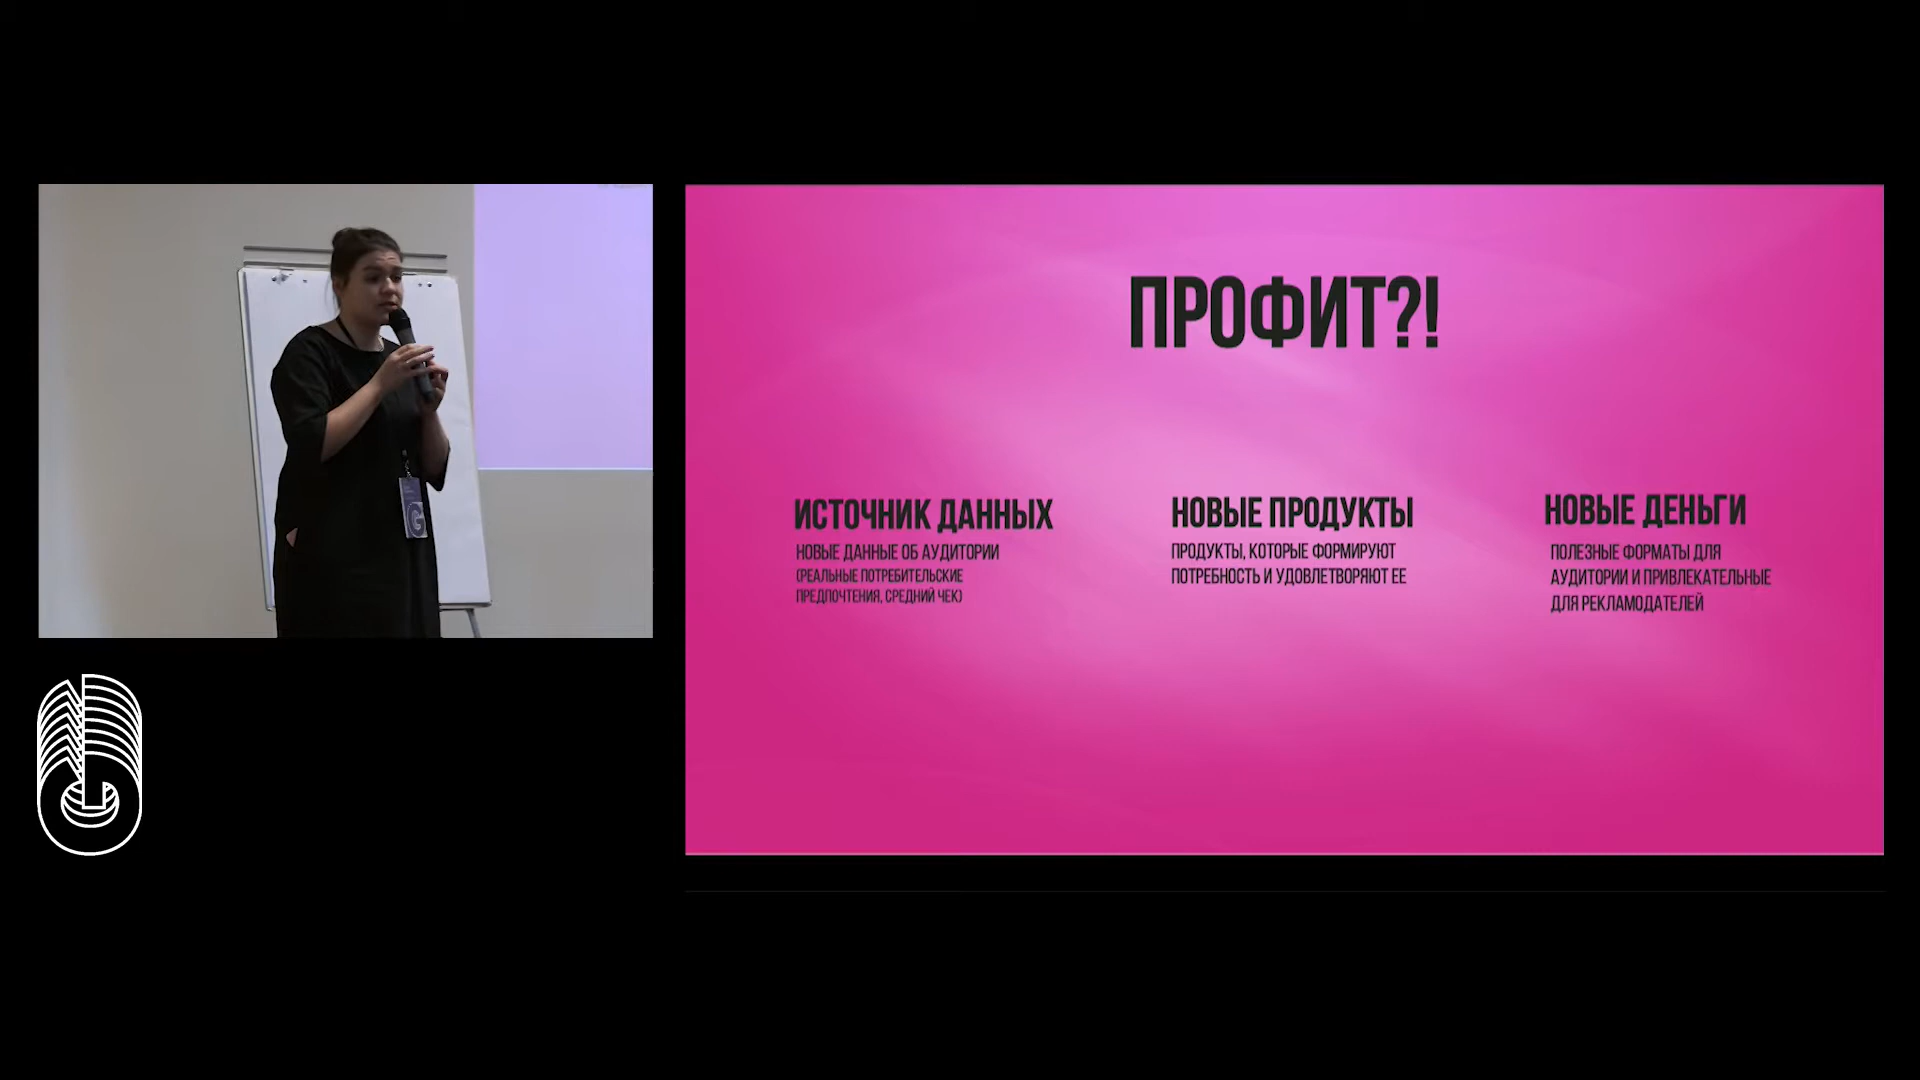 ПРОФИТ?!
ИСТОЧНИК ДАННЫХ
НОВЫЕ ДАННЫЕ ОБ АУДИТОРИИ
(РЕАЛЬНЫЕ ПОТРЕБИТЕЛЬСКИЕ
ПРЕДПОЧТЕНИЯ, СРЕДНИЙ ЧЕК)
НОВЫЕ ПРОДУКТЫ
ПРОДУКТЫ, КОТОРЫЕ ФОРМИРУЮТ
ПОТРЕБНОСТЬ И УДОВЛЕТВОРЯЮТ ЕЕ
НОВЫЕ ДЕНЬГИ
ПОЛЕЗНЫЕ ФОРМАТЫ ДЛЯ
АУДИТОРИИ И ПРИВЛЕКАТЕЛЬНЫЕ
ДЛЯ РЕКЛАМОДАТЕЛЕЙ